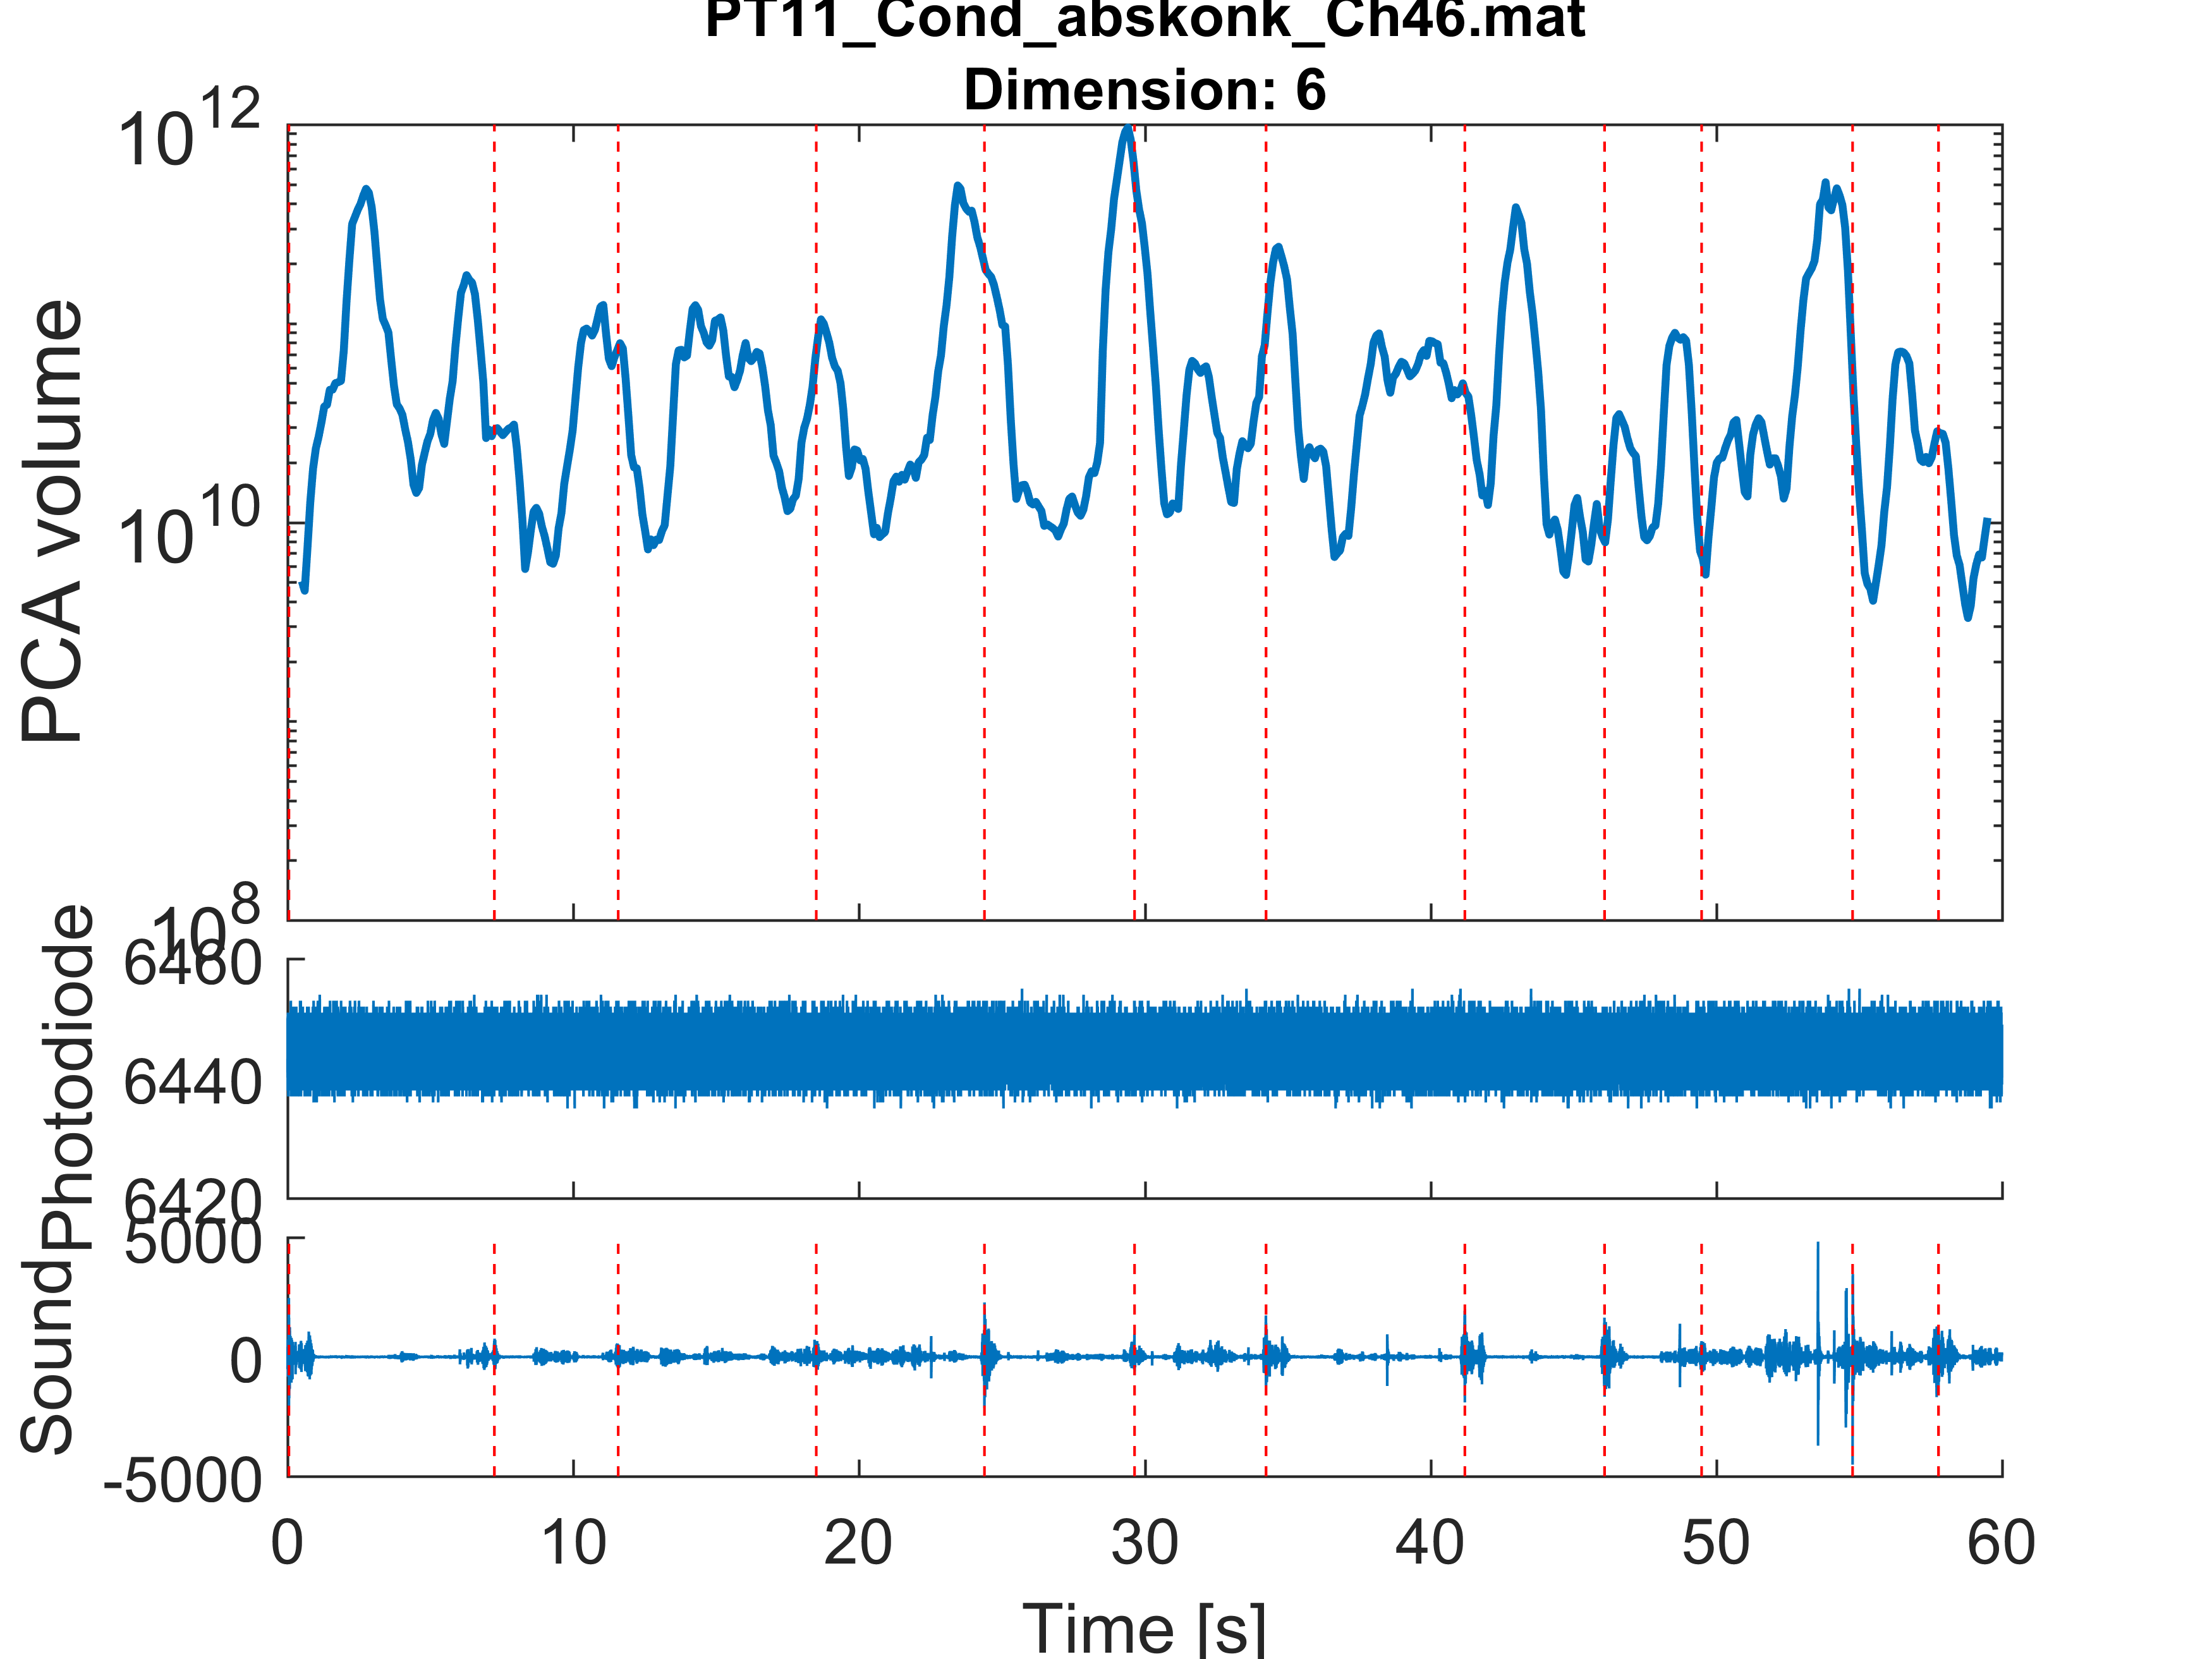 PT11_Cond_abskonk_Ch46.mat
Dimension: 6
10^12
10^10
10^8
PCA volume
6460
6440
6420
Photodiode
5000
0
-5000
Sound
0 10 20 30 40 50 60
Time [s]